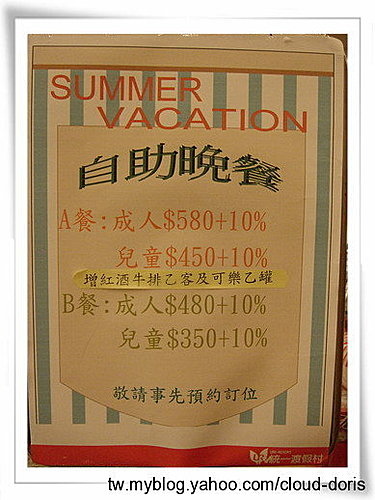 SUMMER
VACATION
自助晚餐
A餐:成人$580+10%
兒童$450+10%
增紅酒牛排乙客及可樂乙罐
B餐:成人$480+10%
兒童$350+10%
敬請事先預約訂位
統一渡假村
tw.myblog.yahoo.com/cloud-doris